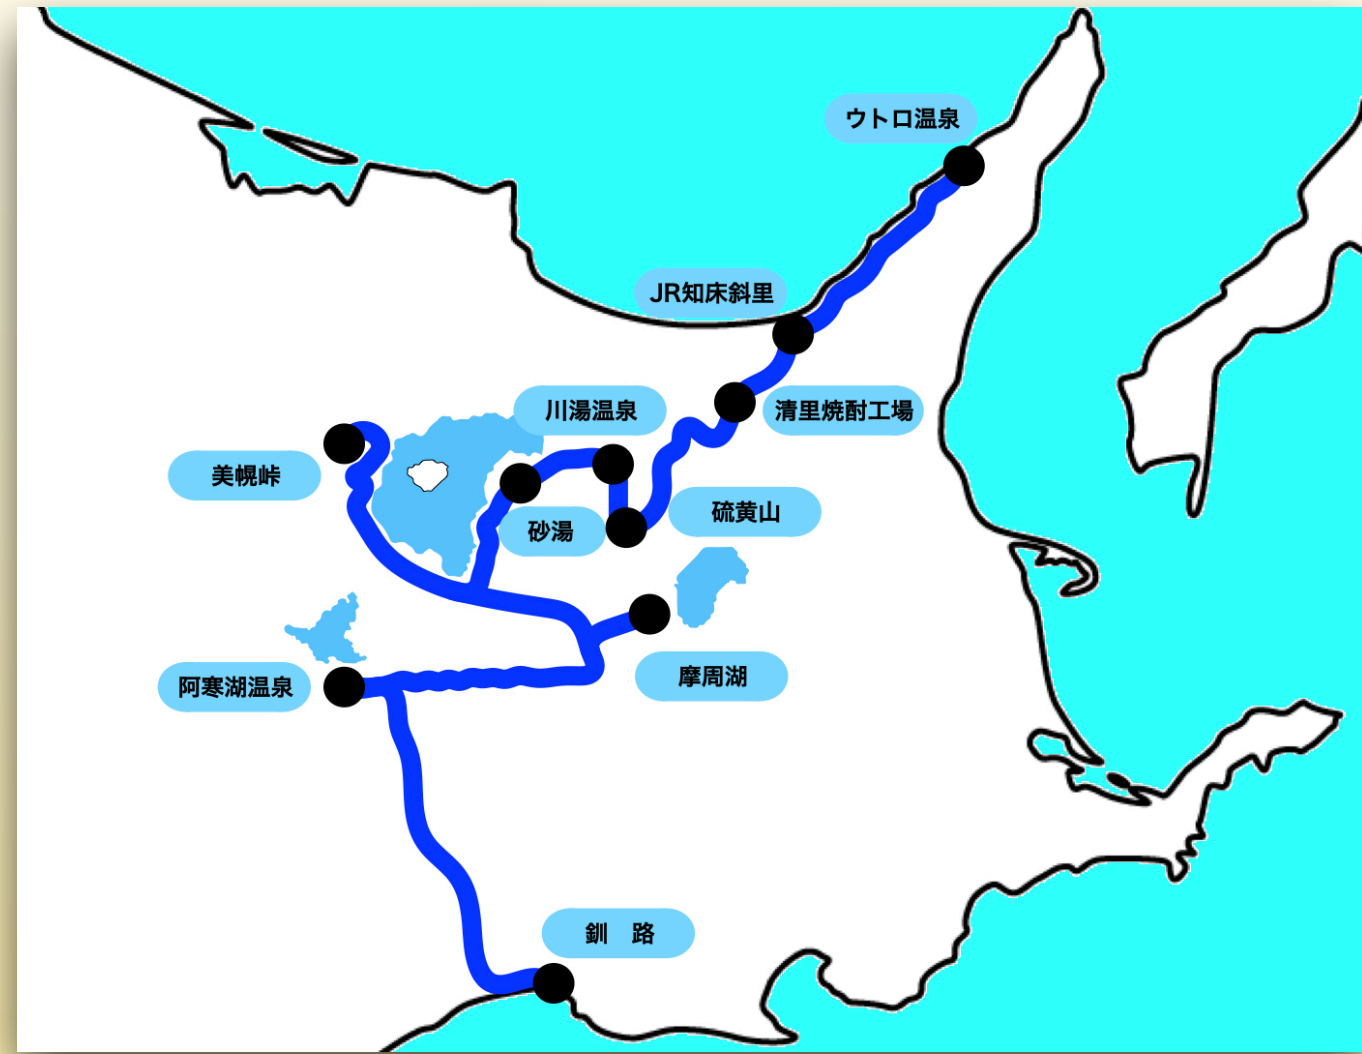 ウトロ温泉
JR知床斜里
川湯温泉
清里焼酎工場
美幌峠
硫黄山
砂湯
摩周湖
阿寒湖温泉
釧　路